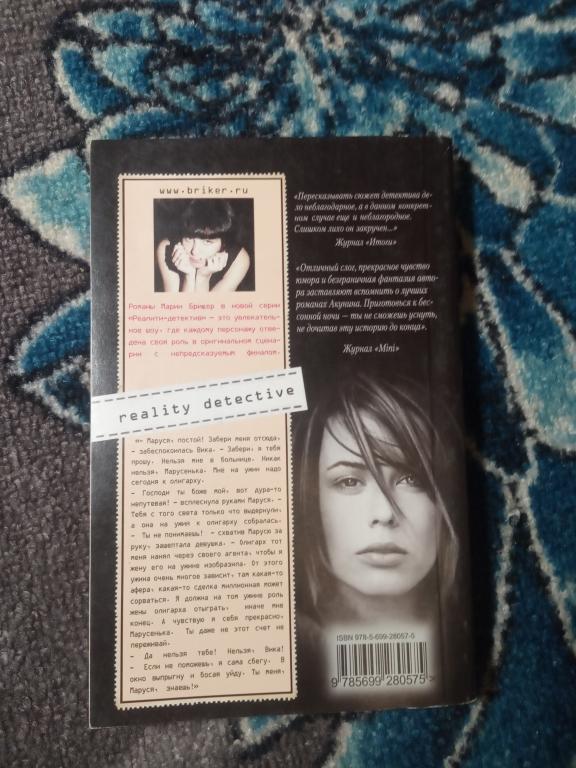 www.briker.ru
Романы Марии Брикер в новой серии
«Реалити-детектив» — это увлекатель-
ное шоу, где каждому персонажу отве-
дена своя роль в оригинальном сцена-
рии с непредсказуемым финалом.
reality detective
«— Маруся, постой! Забери меня отсюда,
— забеспокоилась Вика. — Забери, я тебя
прошу. Нельзя мне в больнице. Никак
нельзя, Марусенька. Мне на ужин надо
сегодня к олигарху.
— Господи ты боже мой, вот дура-то
непутевая! — всплеснула руками Маруся. —
Тебя с того света только что выдернули,
а она на ужин к олигарху собралась.
— Ты не понимаешь! — схватив Марусю за
руку, зашептала девушка. — Олигарх тот
меня нанял через своего агента, чтобы я
жену его на ужине изобразила. От этого
ужина очень многое зависит, там какая-то
афера, какая-то сделка миллионная может
сорваться. Я должна на том ужине роль
жены олигарха отыграть, иначе мне
конец. А чувствую я себя прекрасно,
Марусенька. Ты даже не этот счет не
переживай.
— Да нельзя тебе! Нельзя, Вика!
— Если не поможешь, я сама сбегу. В
окно выпрыгну и босая уйду. Ты меня,
Маруся, знаешь!»
«Пересказывать сюжет детектива де-
ло неблагодарное, а в данном конкрет-
ном случае еще и неблагородное.
Слишком лихо он закручен...»
Журнал «Итоги»
«Отличный слог, прекрасное чувство
юмора и безграничная фантазия авто-
ра заставляют вспомнить о лучших
романах Акунина. Приготовься к бес-
сонной ночи — ты не сможешь уснуть,
не дочитав эту историю до конца».
Журнал «Mini»
ISBN 978-5-699-28057-5
9 785699 280575 >